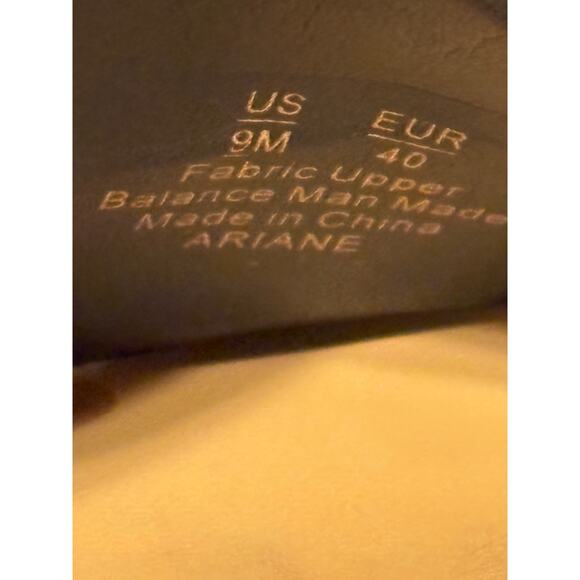 US EUR
9M 40
Fabric Upper
Balance Man Made
Made in China
ARIANE